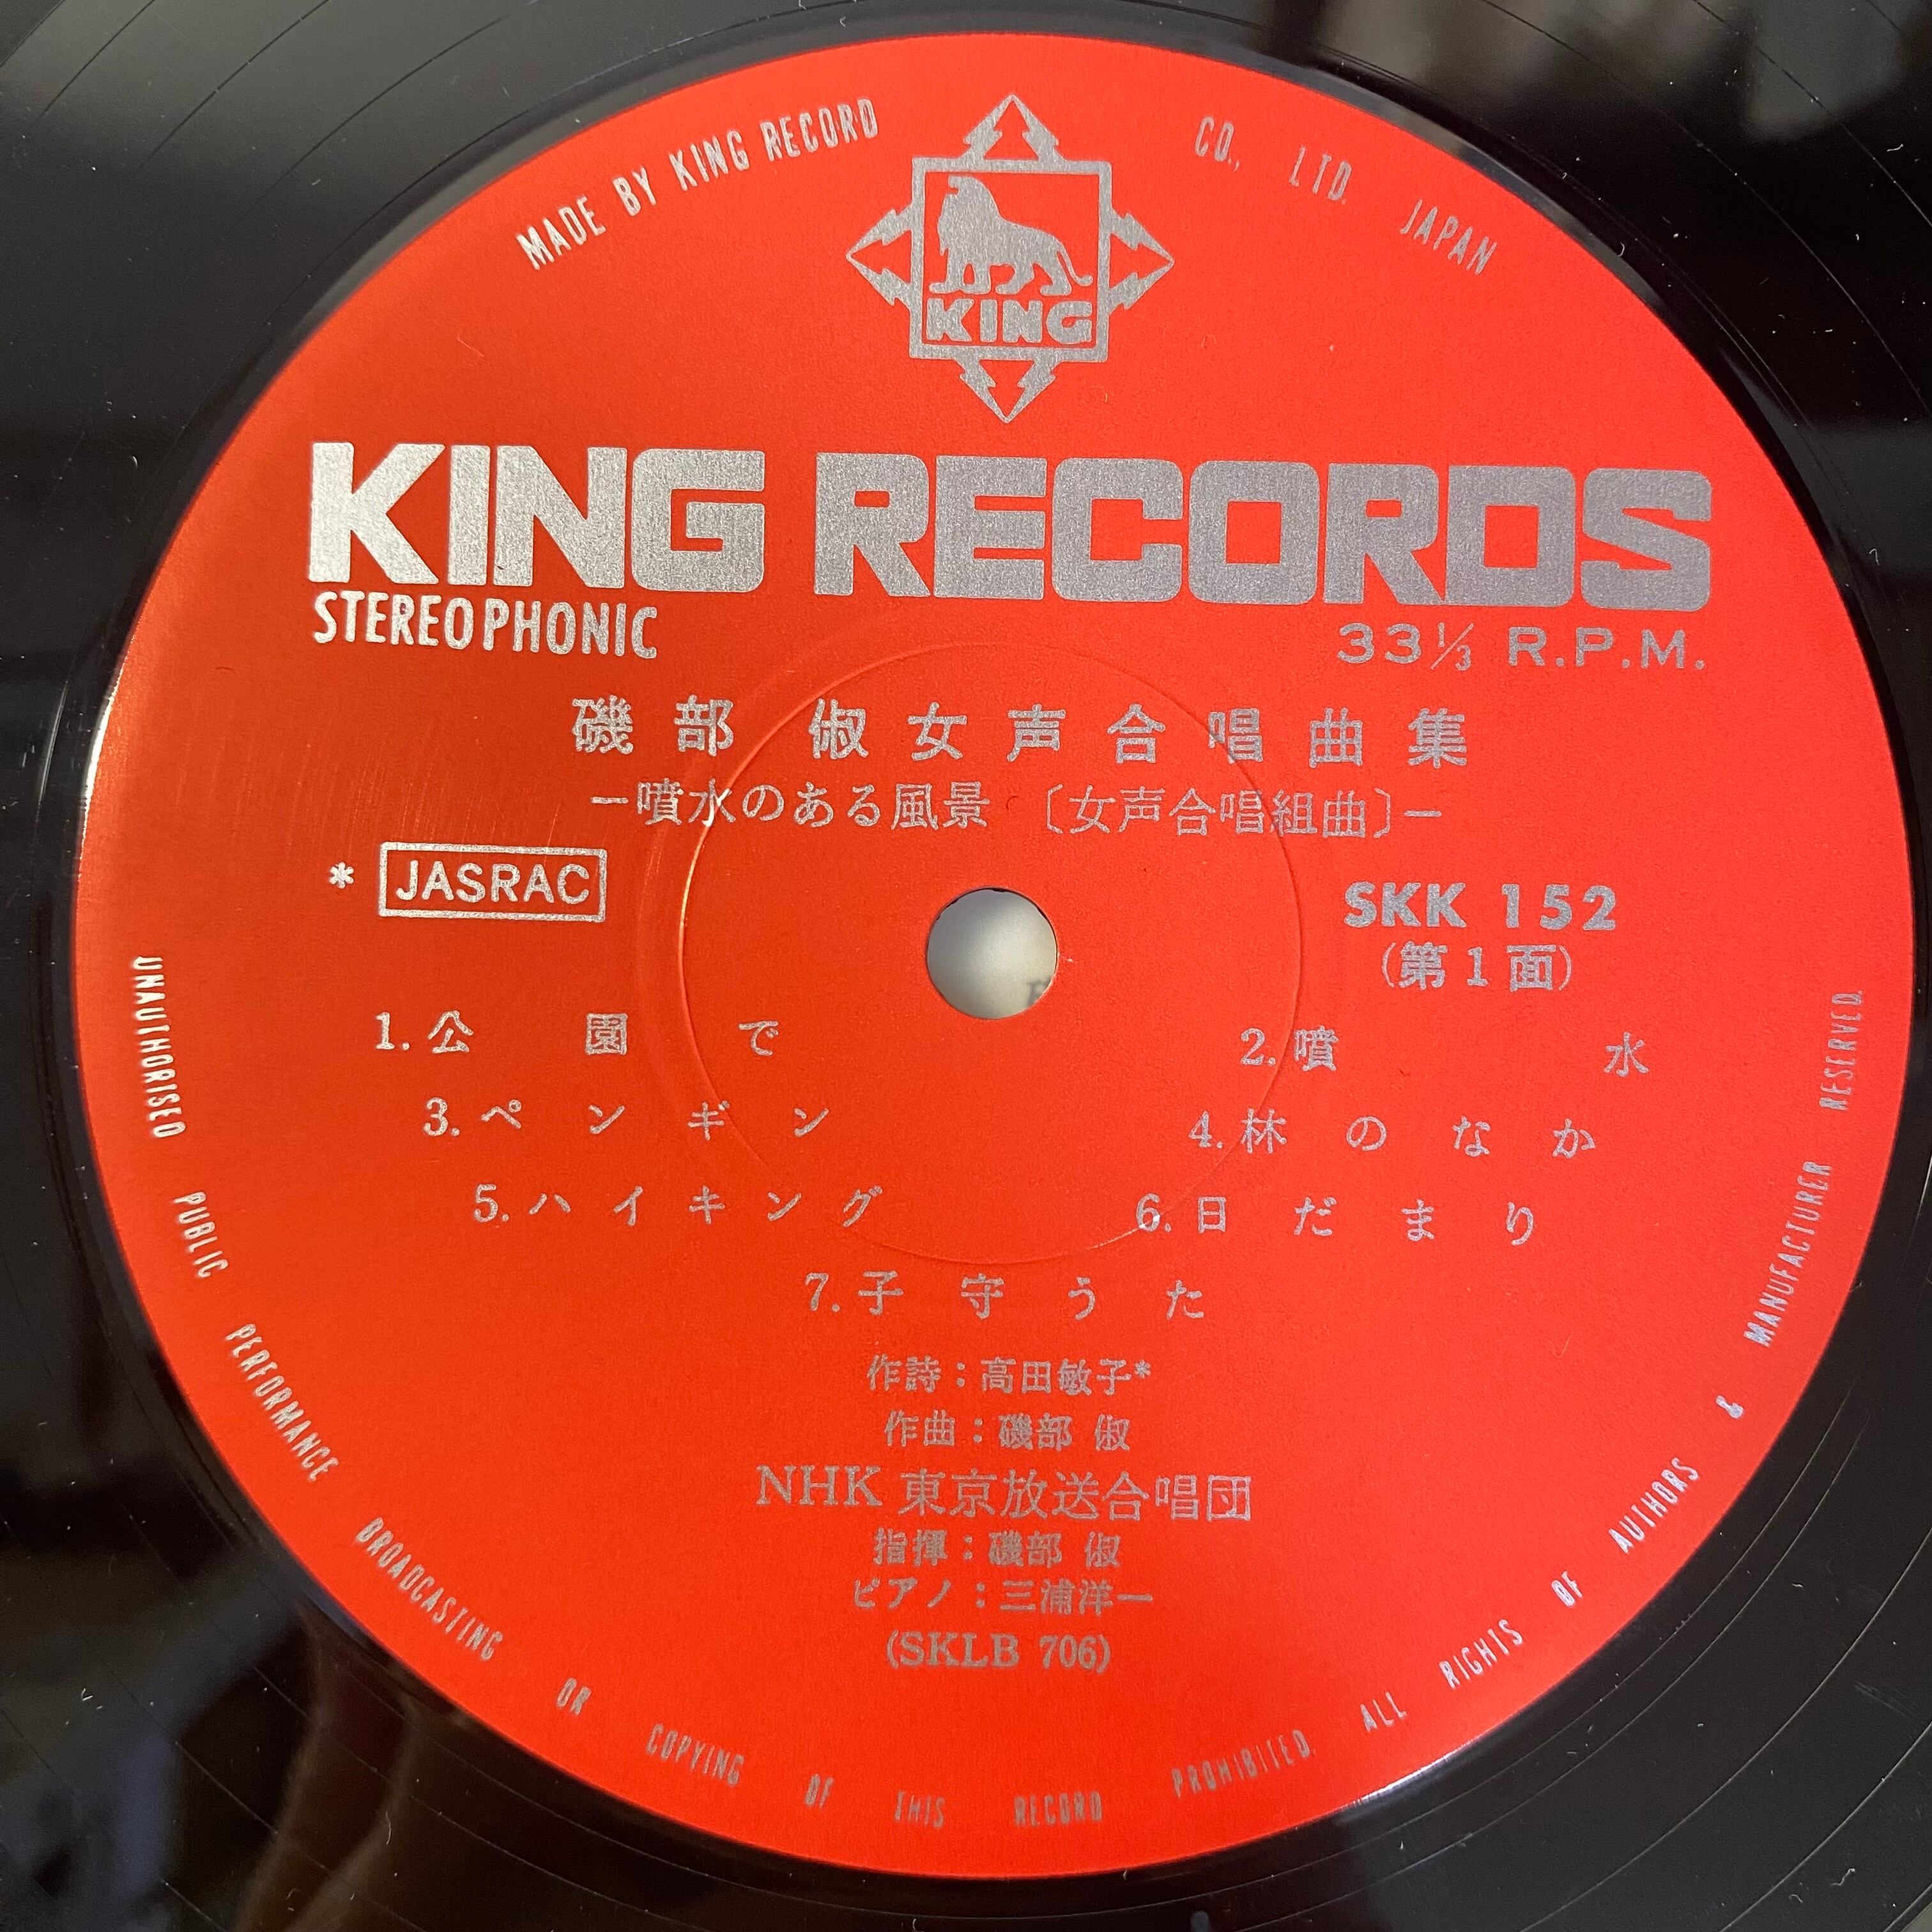 MADE BY KING RECORD CO., LTD. JAPAN
KING
KING RECORDS
STEREOPHONIC
33⅓ R.P.M.
磯部 俶女声合唱曲集
−噴水のある風景〔女声合唱組曲〕−
* JASRAC
SKK 152
(第1面)
1. 公園で
2. 噴水
3. ペンギン
4. 林のなか
5. ハイキング
6. 日だまり
7. 子守うた
作詩：高田敏子*
作曲：磯部 俶
NHK 東京放送合唱団
指揮：磯部 俶
ピアノ：三浦洋一
(SKLB 706)
UNAUTHORISED PUBLIC PERFORMANCE BROADCASTING OR COPYING OF THIS RECORD PROHIBITED. ALL RIGHTS OF AUTHORS & MANUFACTURER RESERVED.